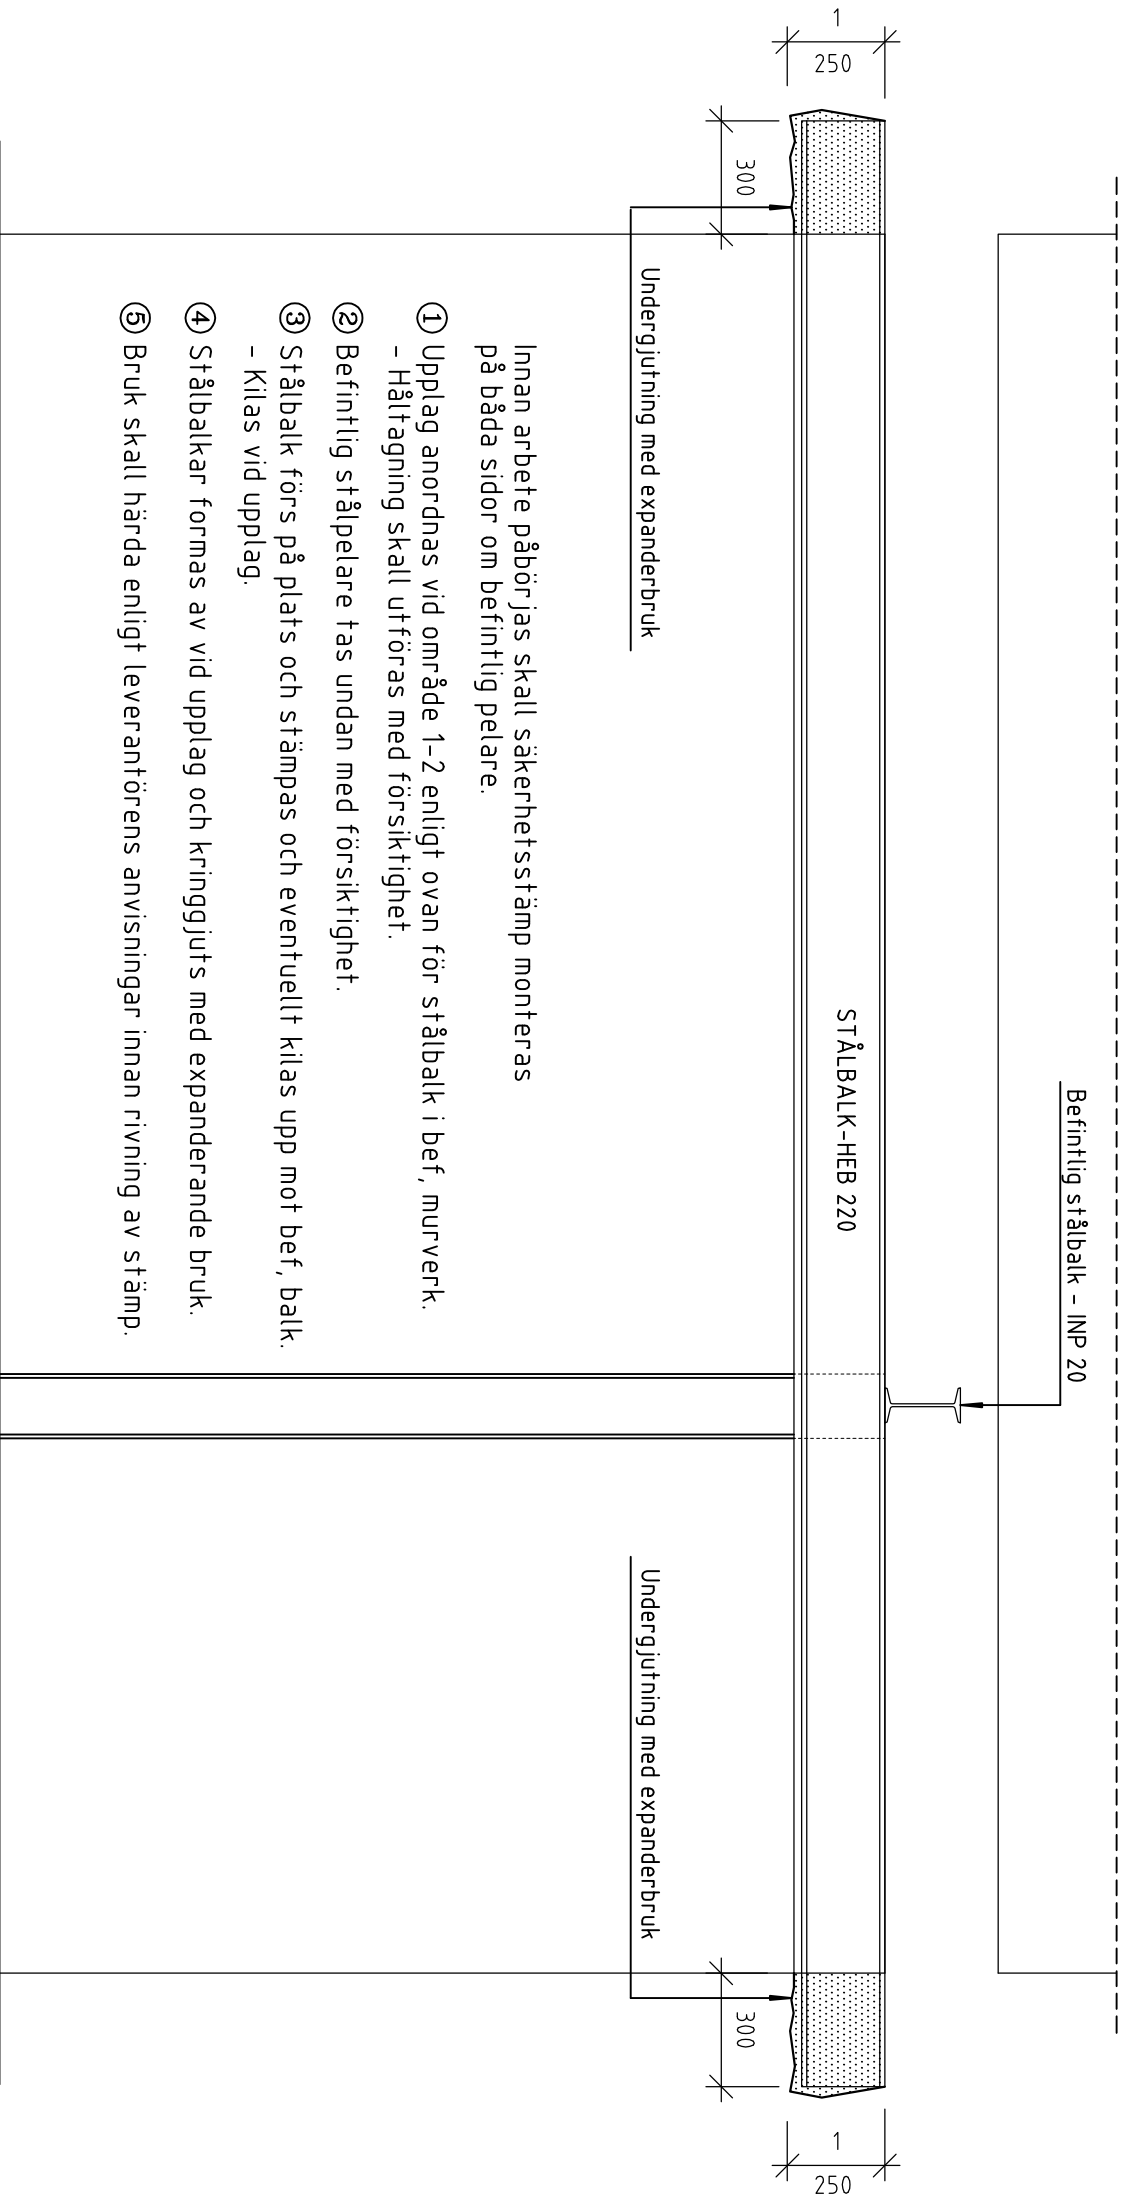 Befintlig stålbalk - INP 20
STÅLBALK-HEB 220
1
250
1
250
300
300
Undergjutning med expanderbruk
Undergjutning med expanderbruk
Innan arbete påbörjas skall säkerhetsstämp monteras
på båda sidor om befintlig pelare.
1 Upplag anordnas vid område 1-2 enligt ovan för stålbalk i bef, murverk.
- Håltagning skall utföras med försiktighet.
2 Befintlig stålpelare tas undan med försiktighet.
3 Stålbalk förs på plats och stämpas och eventuellt kilas upp mot bef, balk.
- Kilas vid upplag.
4 Stålbalkar formas av vid upplag och kringgjuts med expanderande bruk.
5 Bruk skall härda enligt leverantörens anvisningar innan rivning av stämp.